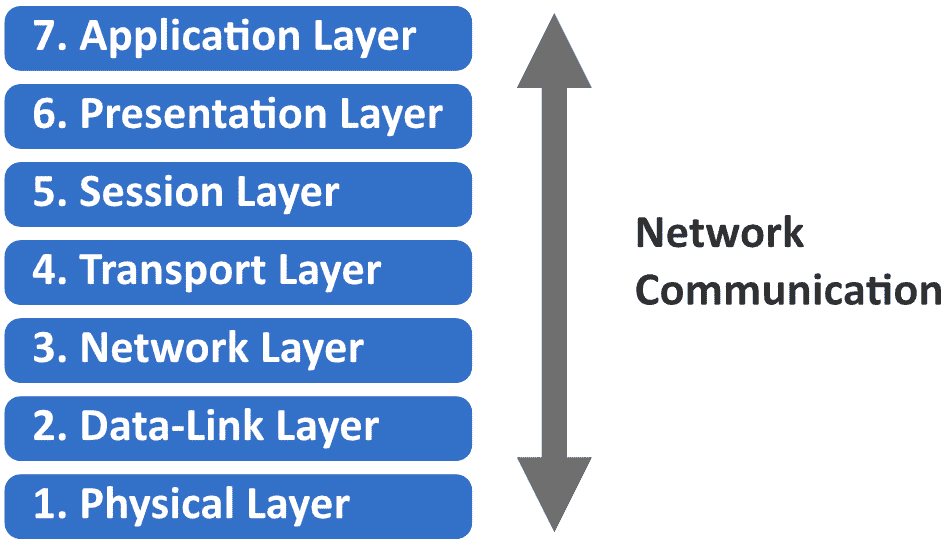 7. Application Layer
6. Presentation Layer
5. Session Layer
4. Transport Layer
3. Network Layer
2. Data-Link Layer
1. Physical Layer
Network
Communication